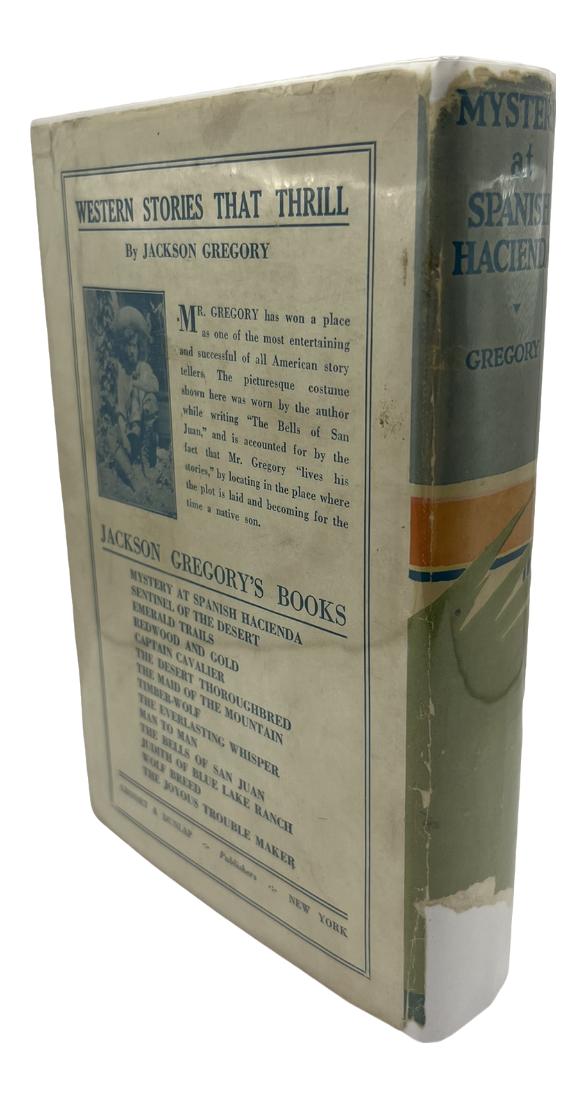 WESTERN STORIES THAT THRILL
By JACKSON GREGORY
MR. GREGORY has won a place
as one of the most entertaining
and successful of all American story
tellers. The picturesque costume
shown here was worn by the author
while writing "The Bells of San
Juan," and is accounted for by the
fact that Mr. Gregory "lives his
stories," by locating in the place where
the plot is laid and becoming for the
time a native son.
JACKSON GREGORY'S BOOKS
MYSTERY AT SPANISH HACIENDA
SENTINEL OF THE DESERT
EMERALD TRAILS
REDWOOD AND GOLD
CAPTAIN CAVALIER
THE DESERT THOROUGHBRED
THE MAID OF THE MOUNTAIN
TIMBER-WOLF
THE EVERLASTING WHISPER
MAN TO MAN
THE BELLS OF SAN JUAN
JUDITH OF BLUE LAKE RANCH
WOLF BREED
THE JOYOUS TROUBLE MAKER
GROSSET & DUNLAP Publishers NEW YORK
MYSTER
at
SPANISH
HACIEND
GREGORY